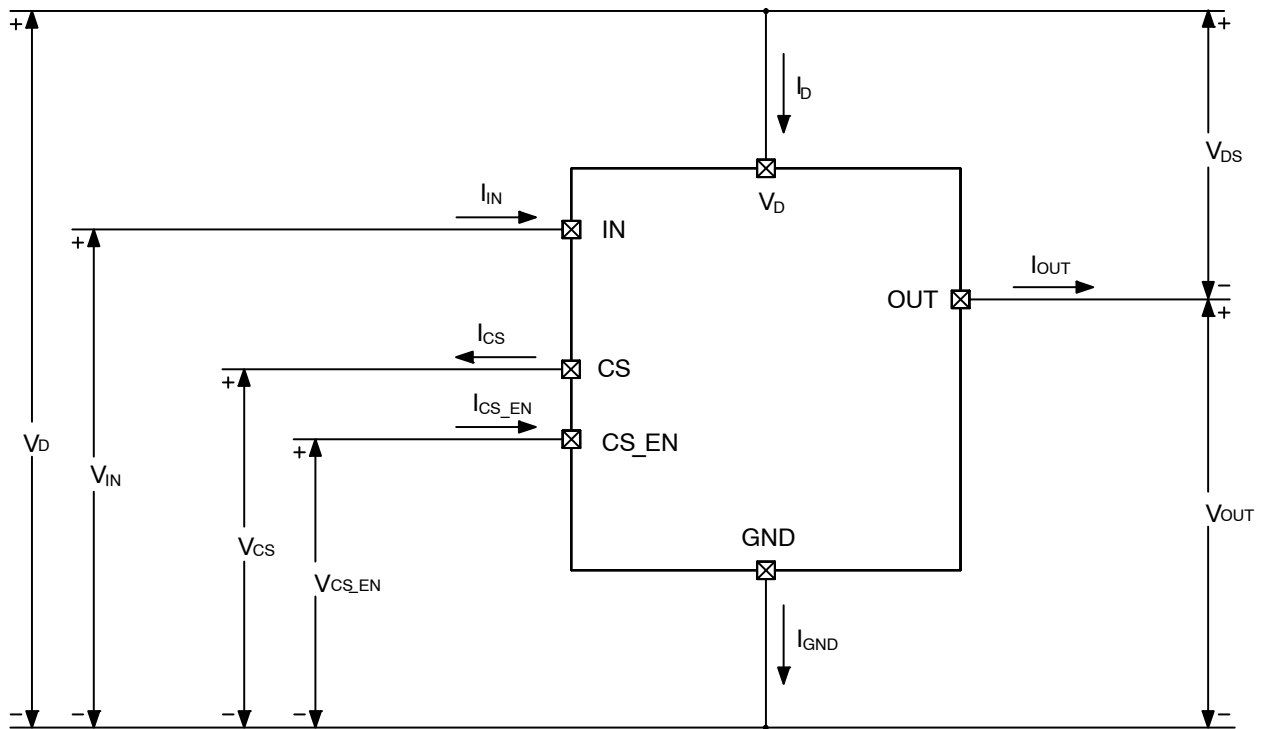 +
+
I_D
V_DS
I_IN
V_D
+
IN
I_OUT
OUT
−
+
I_CS
+
CS
I_CS_EN
V_D
+
CS_EN
V_IN
V_OUT
GND
V_CS
V_CS_EN
I_GND
− − − − −